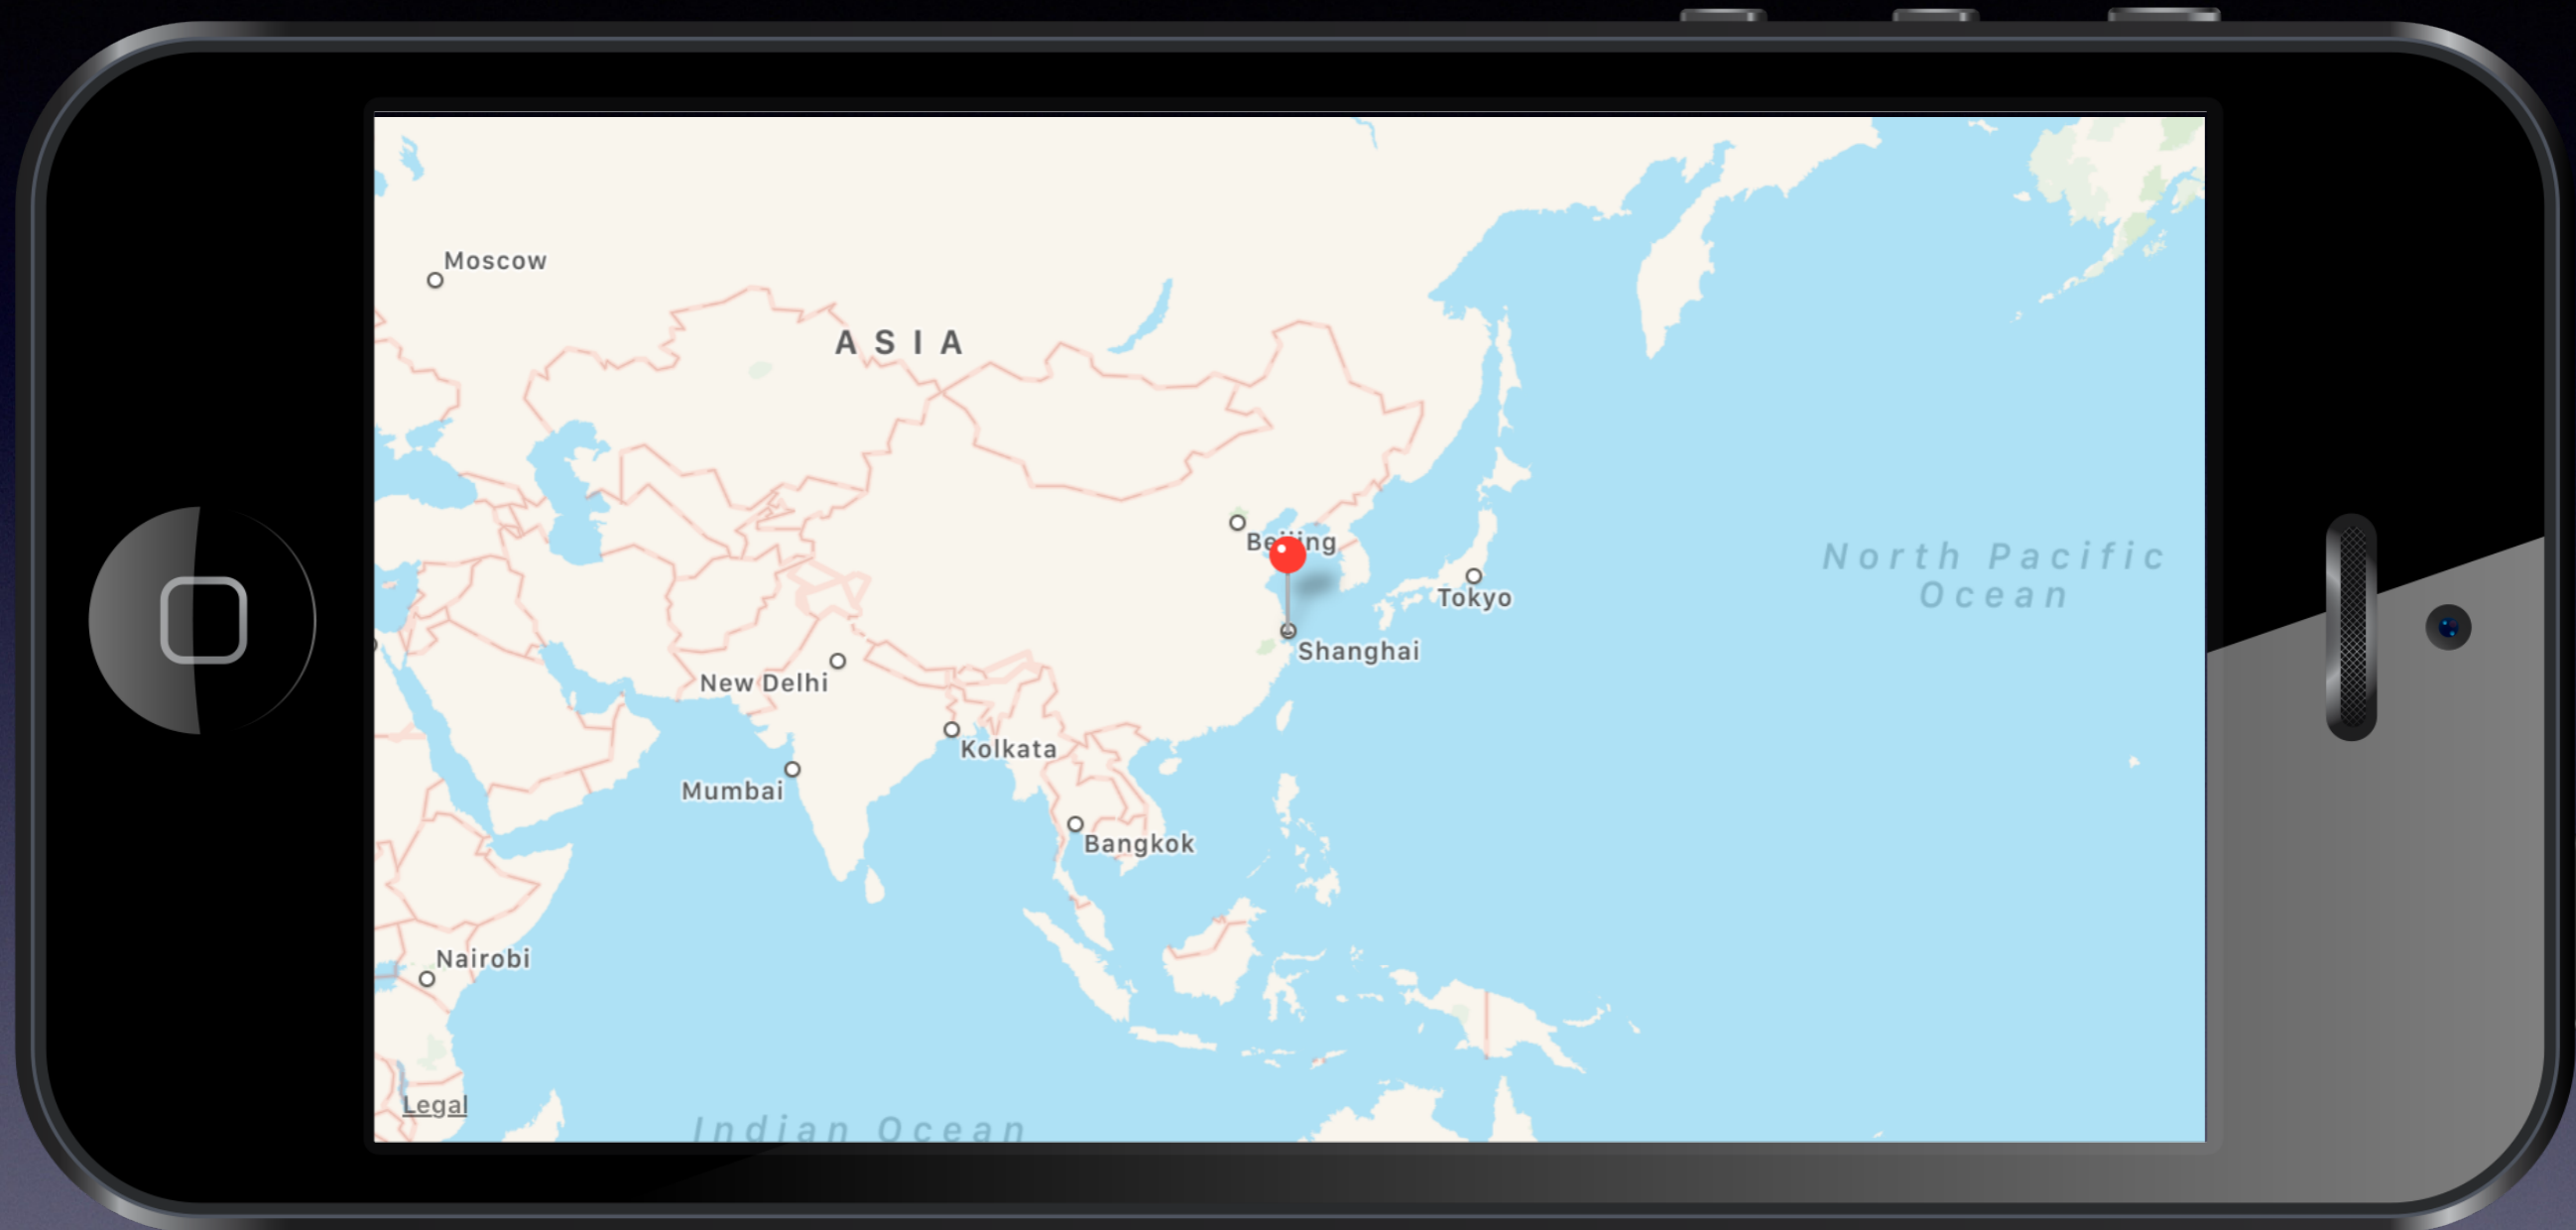 Moscow
ASIA
Beijing
North Pacific
Ocean
Tokyo
Shanghai
New Delhi
Kolkata
Mumbai
Bangkok
Nairobi
Legal
Indian Ocean